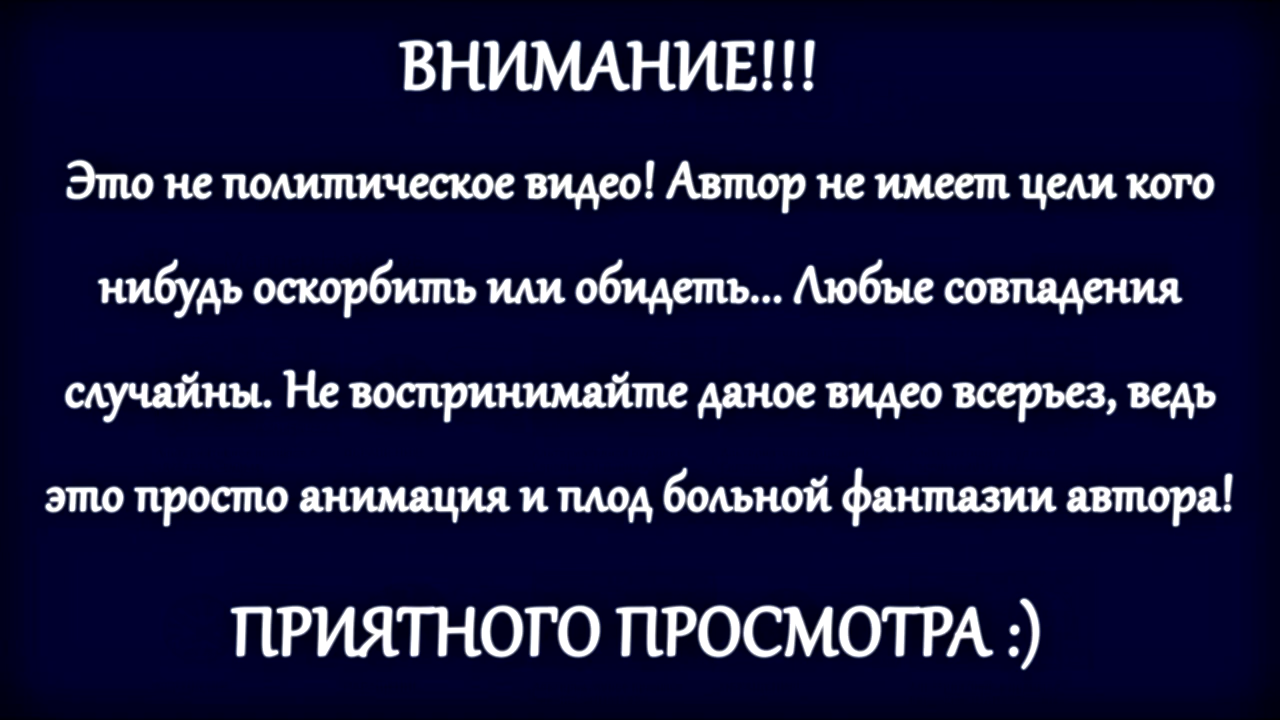 ВНИМАНИЕ!!!
Это не политическое видео! Автор не имеет цели кого
нибудь оскорбить или обидеть... Любые совпадения
случайны. Не воспринимайте даное видео всерьез, ведь
это просто анимация и плод больной фантазии автора!
ПРИЯТНОГО ПРОСМОТРА :)